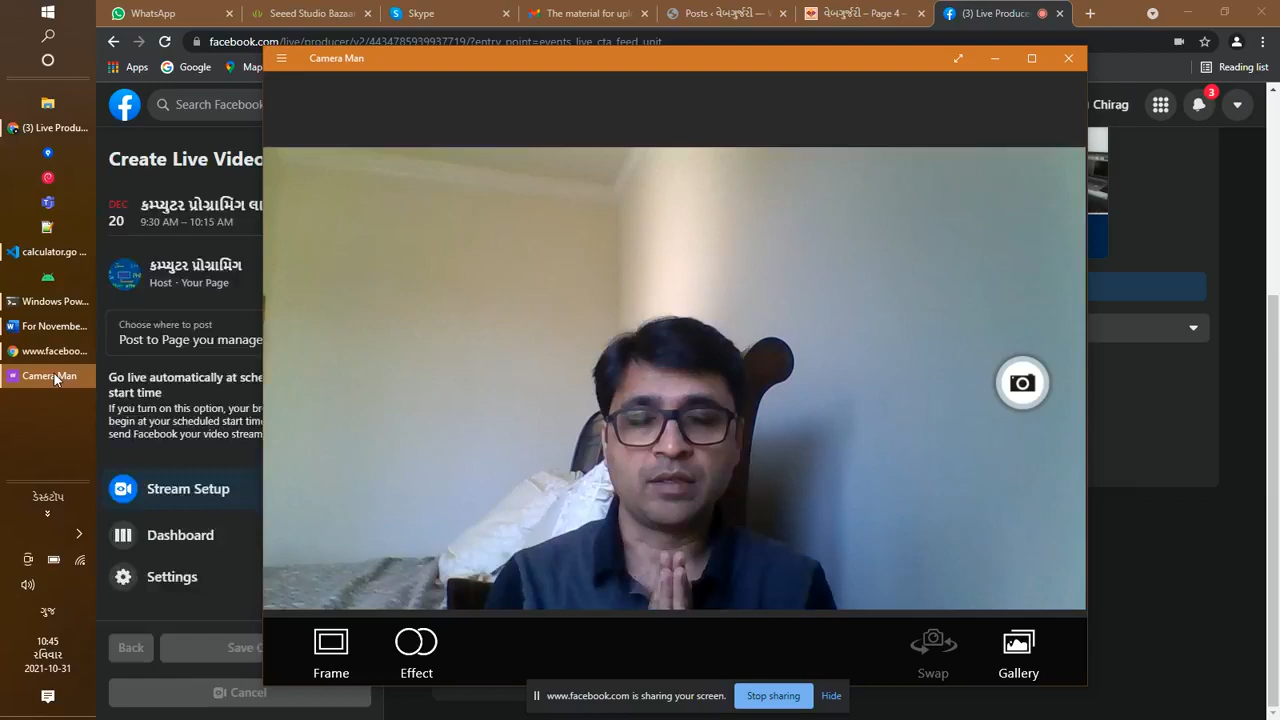 WhatsApp
Seeed Studio Bazaa
Skype
The material for upl
Posts ‹ વેબગુર્જરી — W
વેબગુર્જરી – Page 4 –
(3) Live Produce
facebook.com/live/producer/v2/4434785939937719/?entry_point=events_live_cta_feed_unit
Apps
Google
Map
Reading list
Camera Man
Search Facebook
Chirag
3
(3) Live Produ...
calculator.go ...
Windows Pow...
For Novembe...
www.faceboo...
Camera Man
ડેસ્કટૉપ
ગુજ
10:45
રવિવાર
2021-10-31
Create Live Video
DEC
20
કમ્પ્યુટર પ્રોગ્રામિંગ લા
9:30 AM – 10:15 AM
કમ્પ્યુટર પ્રોગ્રામિંગ
Host · Your Page
Choose where to post
Post to Page you manage
Go live automatically at sche
start time
If you turn on this option, your br
begin at your scheduled start time
send Facebook your video stream
Stream Setup
Dashboard
Settings
Back
Save
Cancel
Frame
Effect
Swap
Gallery
www.facebook.com is sharing your screen.
Stop sharing
Hide